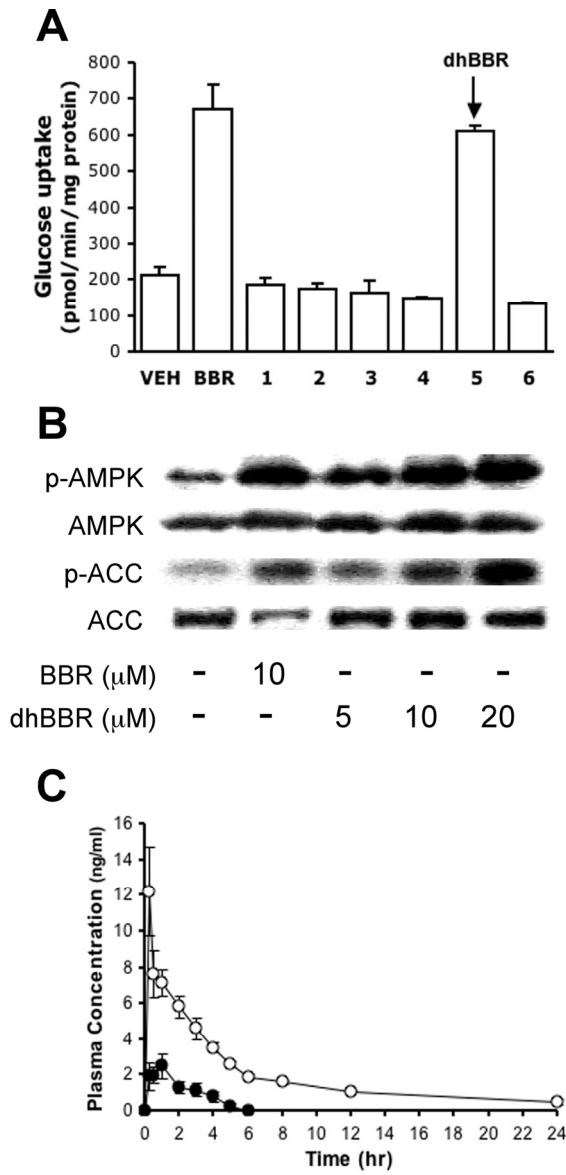 A
dhBBR
Glucose uptake
(pmol/min/mg protein)
800
700
600
500
400
300
200
100
0
VEH BBR 1 2 3 4 5 6
B
p-AMPK
AMPK
p-ACC
ACC
BBR (μM) - 10 - - -
dhBBR (μM) - - 5 10 20
C
Plasma Concentration (ng/ml)
16
14
12
10
8
6
4
2
0
0 2 4 6 8 10 12 14 16 18 20 22 24
Time (hr)